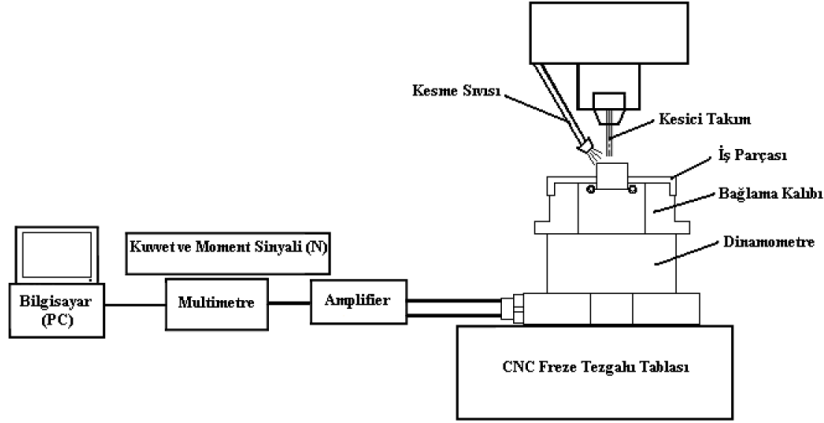 Kesme Sıvısı
Kesici Takım
İş Parçası
Bağlama Kalıbı
Dinamometre
Kuvvet ve Moment Sinyali (N)
Bilgisayar
(PC)
Multimetre
Amplifier
CNC Freze Tezgahı Tablası